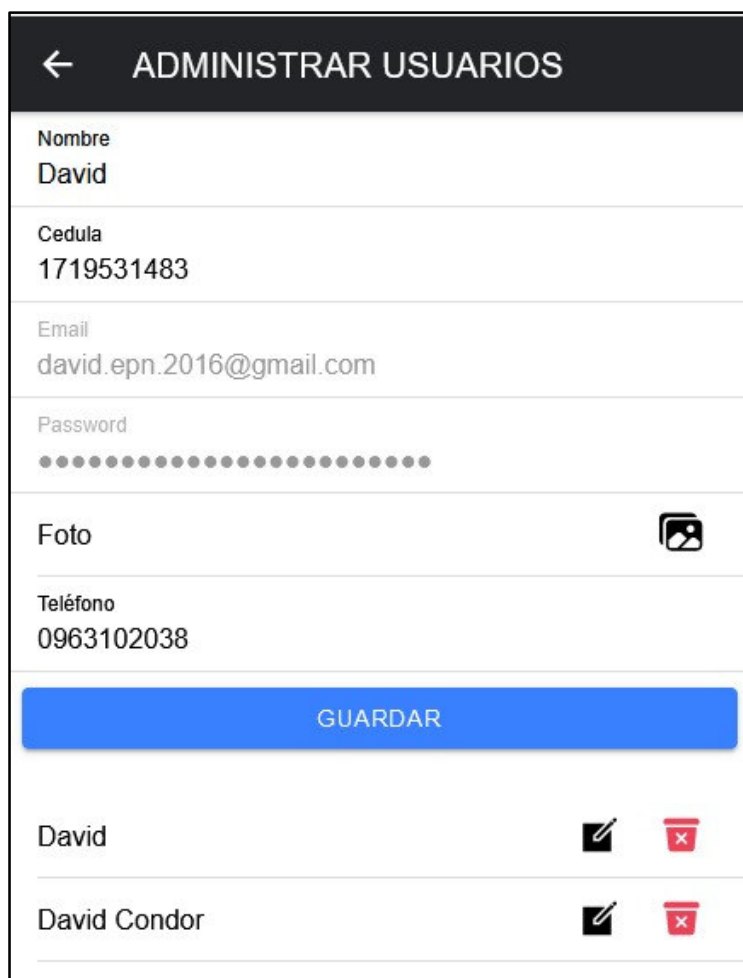 ADMINISTRAR USUARIOS
Nombre
David
Cedula
1719531483
Email
david.epn.2016@gmail.com
Password
Foto
Teléfono
0963102038
GUARDAR
David
David Condor